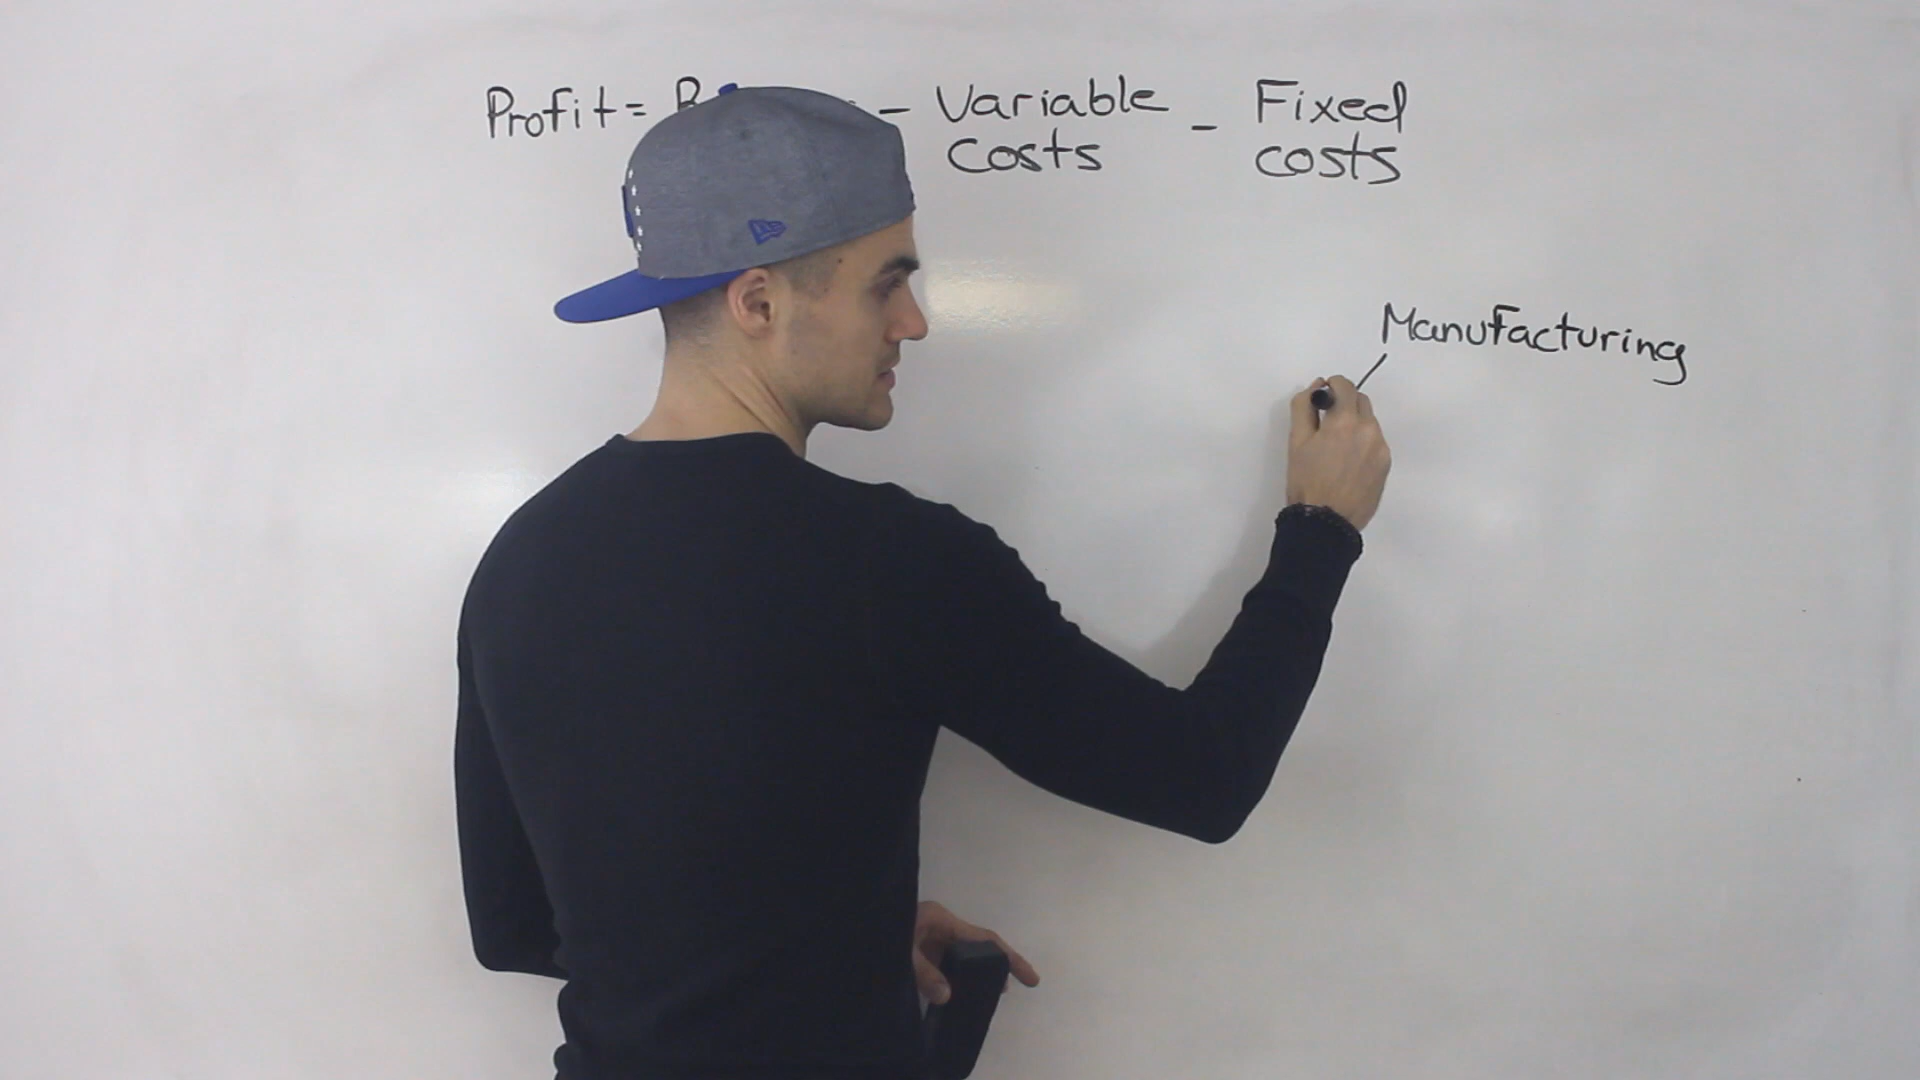 Profit = - Variable - Fixed
costs costs
Manufacturing